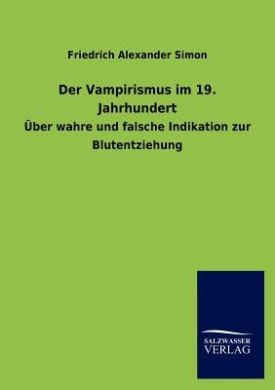 Friedrich Alexander Simon
Der Vampirismus im 19.
Jahrhundert
Über wahre und falsche Indikation zur
Blutentziehung
SALZWASSER
VERLAG